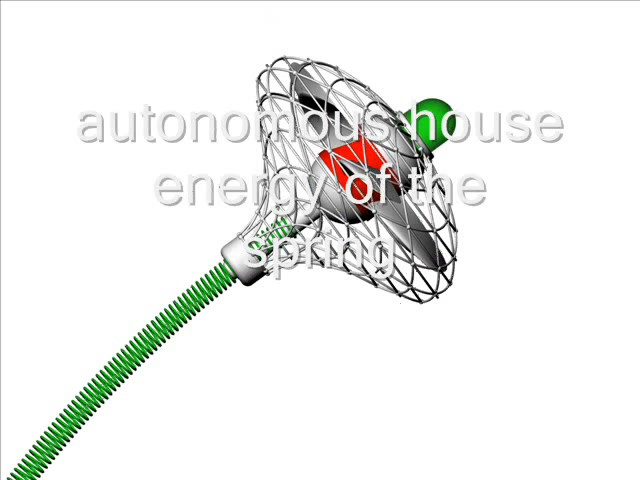 autonomous house
energy of the
spring